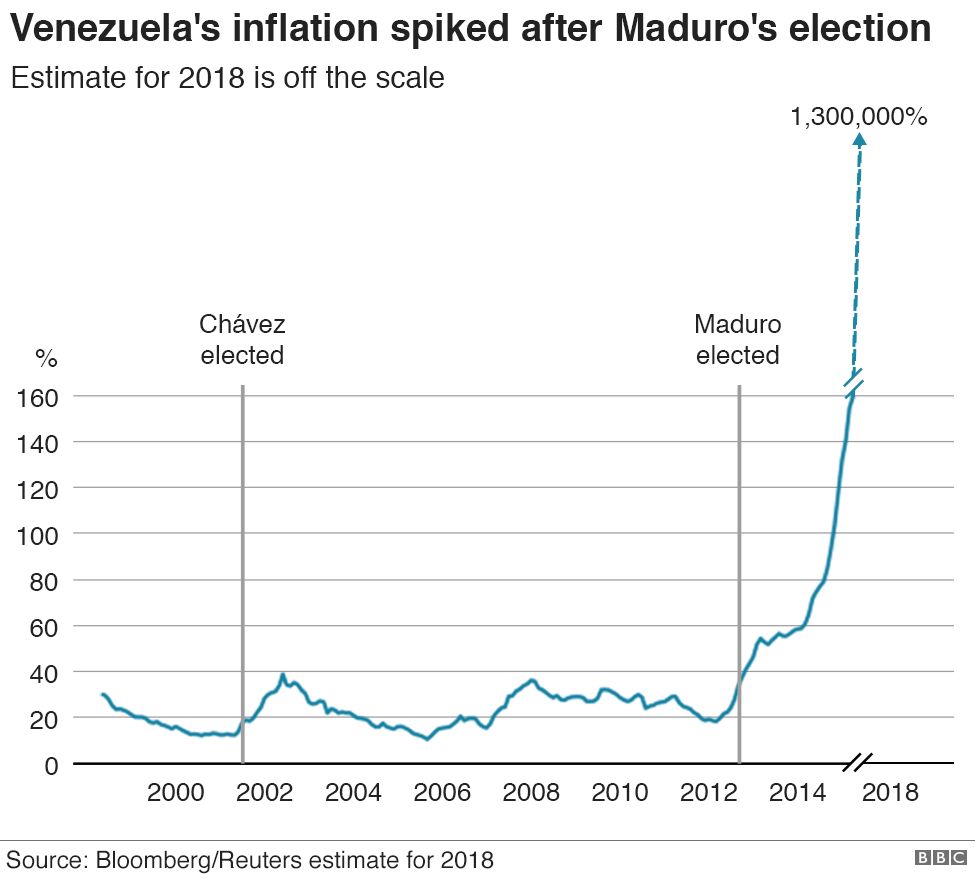 Venezuela's inflation spiked after Maduro's election
Estimate for 2018 is off the scale
1,300,000%
Chávez
elected
Maduro
elected
%
160
140
120
100
80
60
40
20
0
2000 2002 2004 2006 2008 2010 2012 2014 2018
Source: Bloomberg/Reuters estimate for 2018
BBC